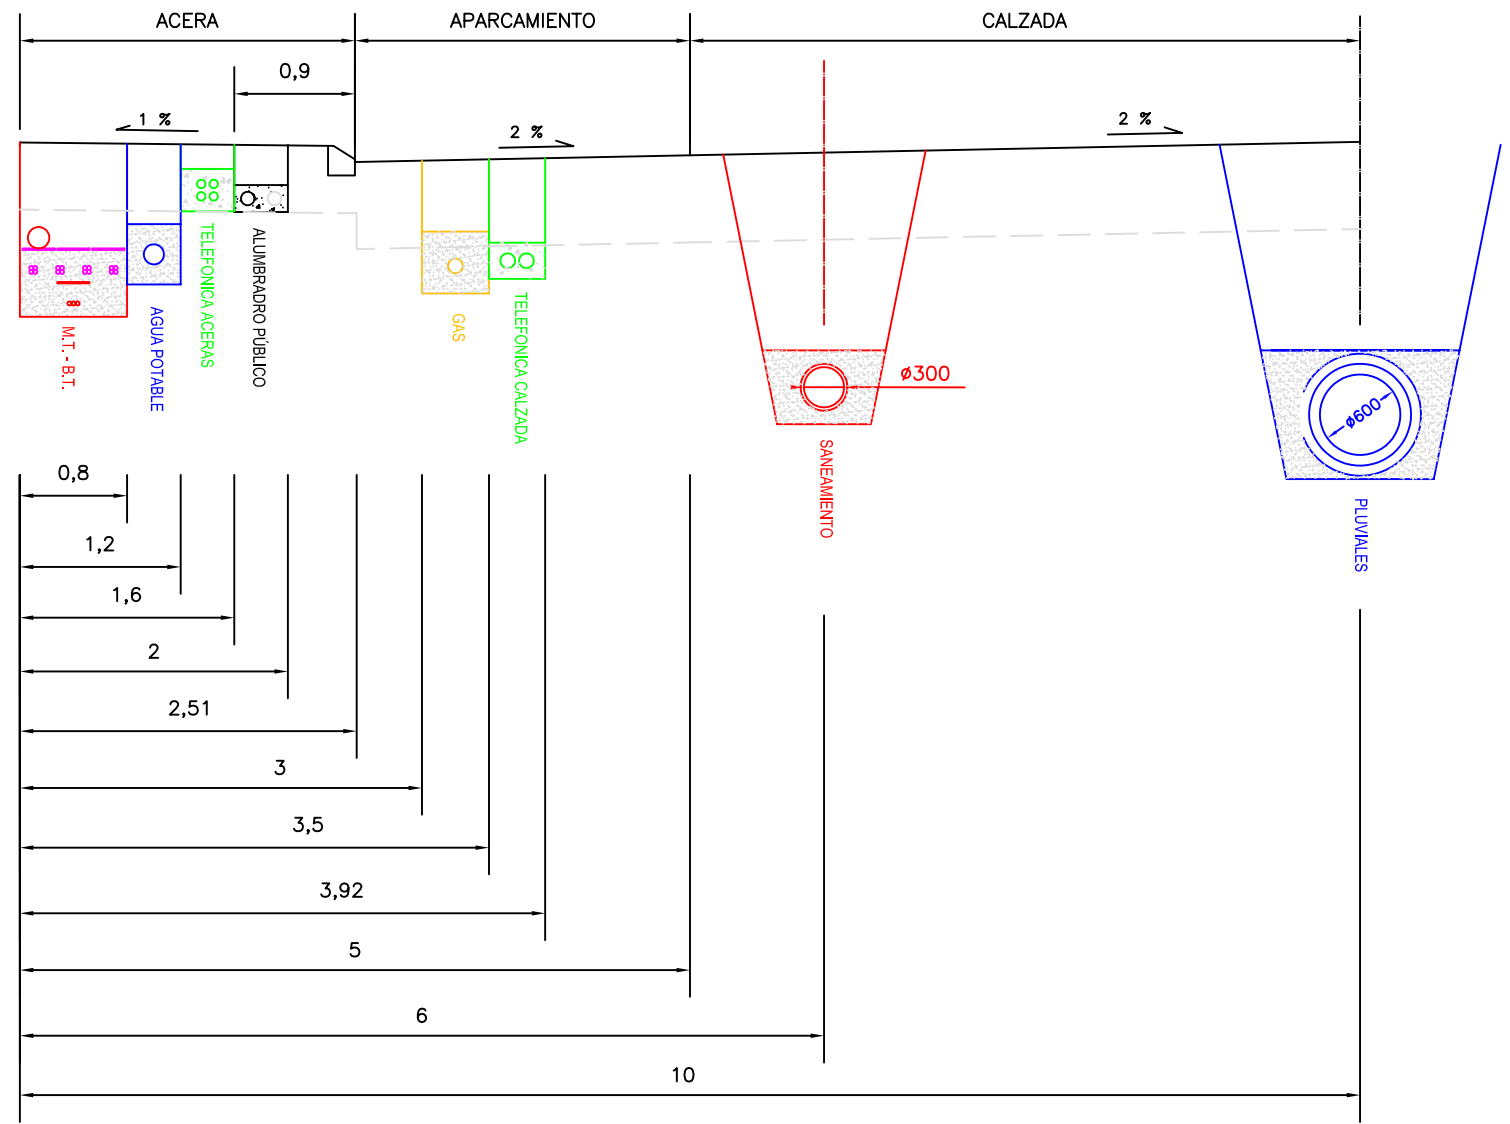 ACERA
APARCAMIENTO
CALZADA
0,9
1 %
2 %
2 %
TELEFONICA ACERAS
ALUMBRADRO PÚBLICO
M.T. - B.T.
AGUA POTABLE
GAS
TELEFONICA CALZADA
ø300
ø600
SANEAMIENTO
PLUVIALES
0,8
1,2
1,6
2
2,51
3
3,5
3,92
5
6
10